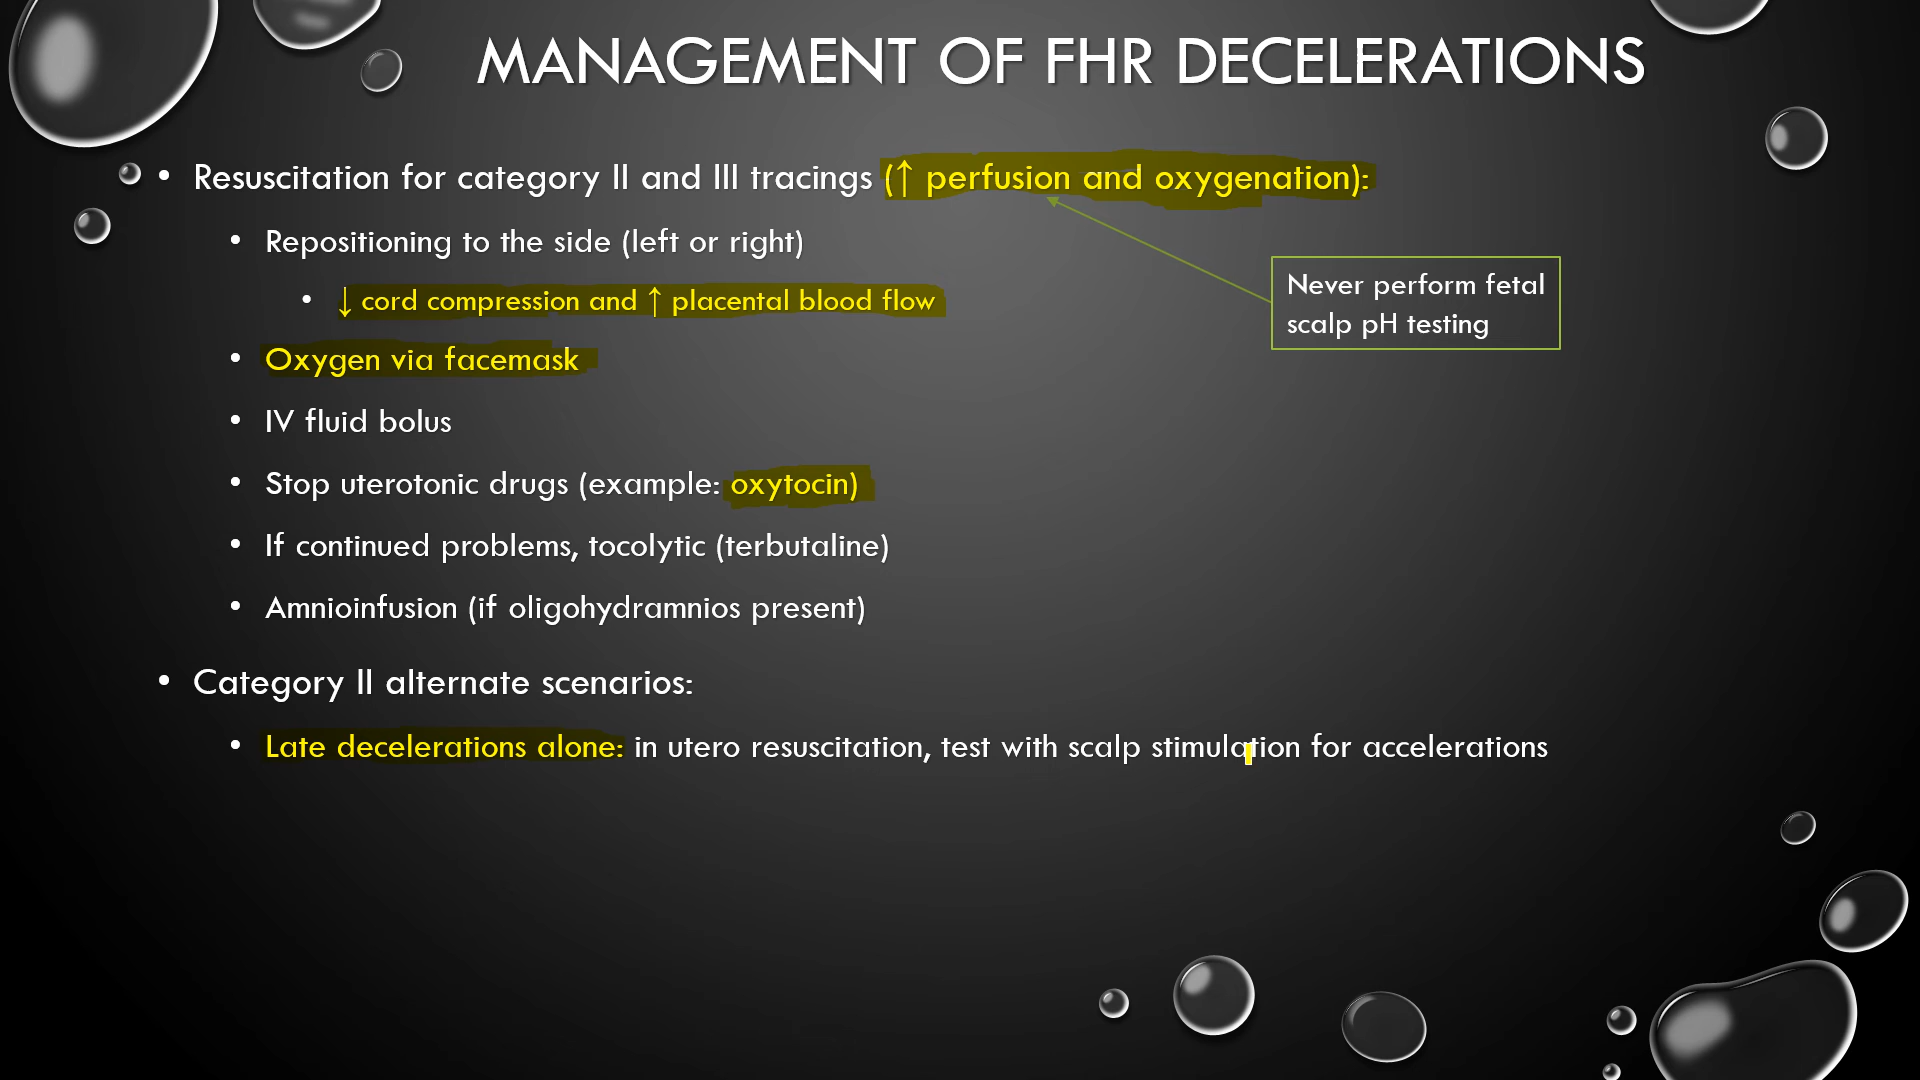 MANAGEMENT OF FHR DECELERATIONS
• Resuscitation for category II and III tracings (↑ perfusion and oxygenation):
• Repositioning to the side (left or right)
• ↓ cord compression and ↑ placental blood flow
Never perform fetal
scalp pH testing
• Oxygen via facemask
• IV fluid bolus
• Stop uterotonic drugs (example: oxytocin)
• If continued problems, tocolytic (terbutaline)
• Amnioinfusion (if oligohydramnios present)
• Category II alternate scenarios:
• Late decelerations alone: in utero resuscitation, test with scalp stimulation for accelerations